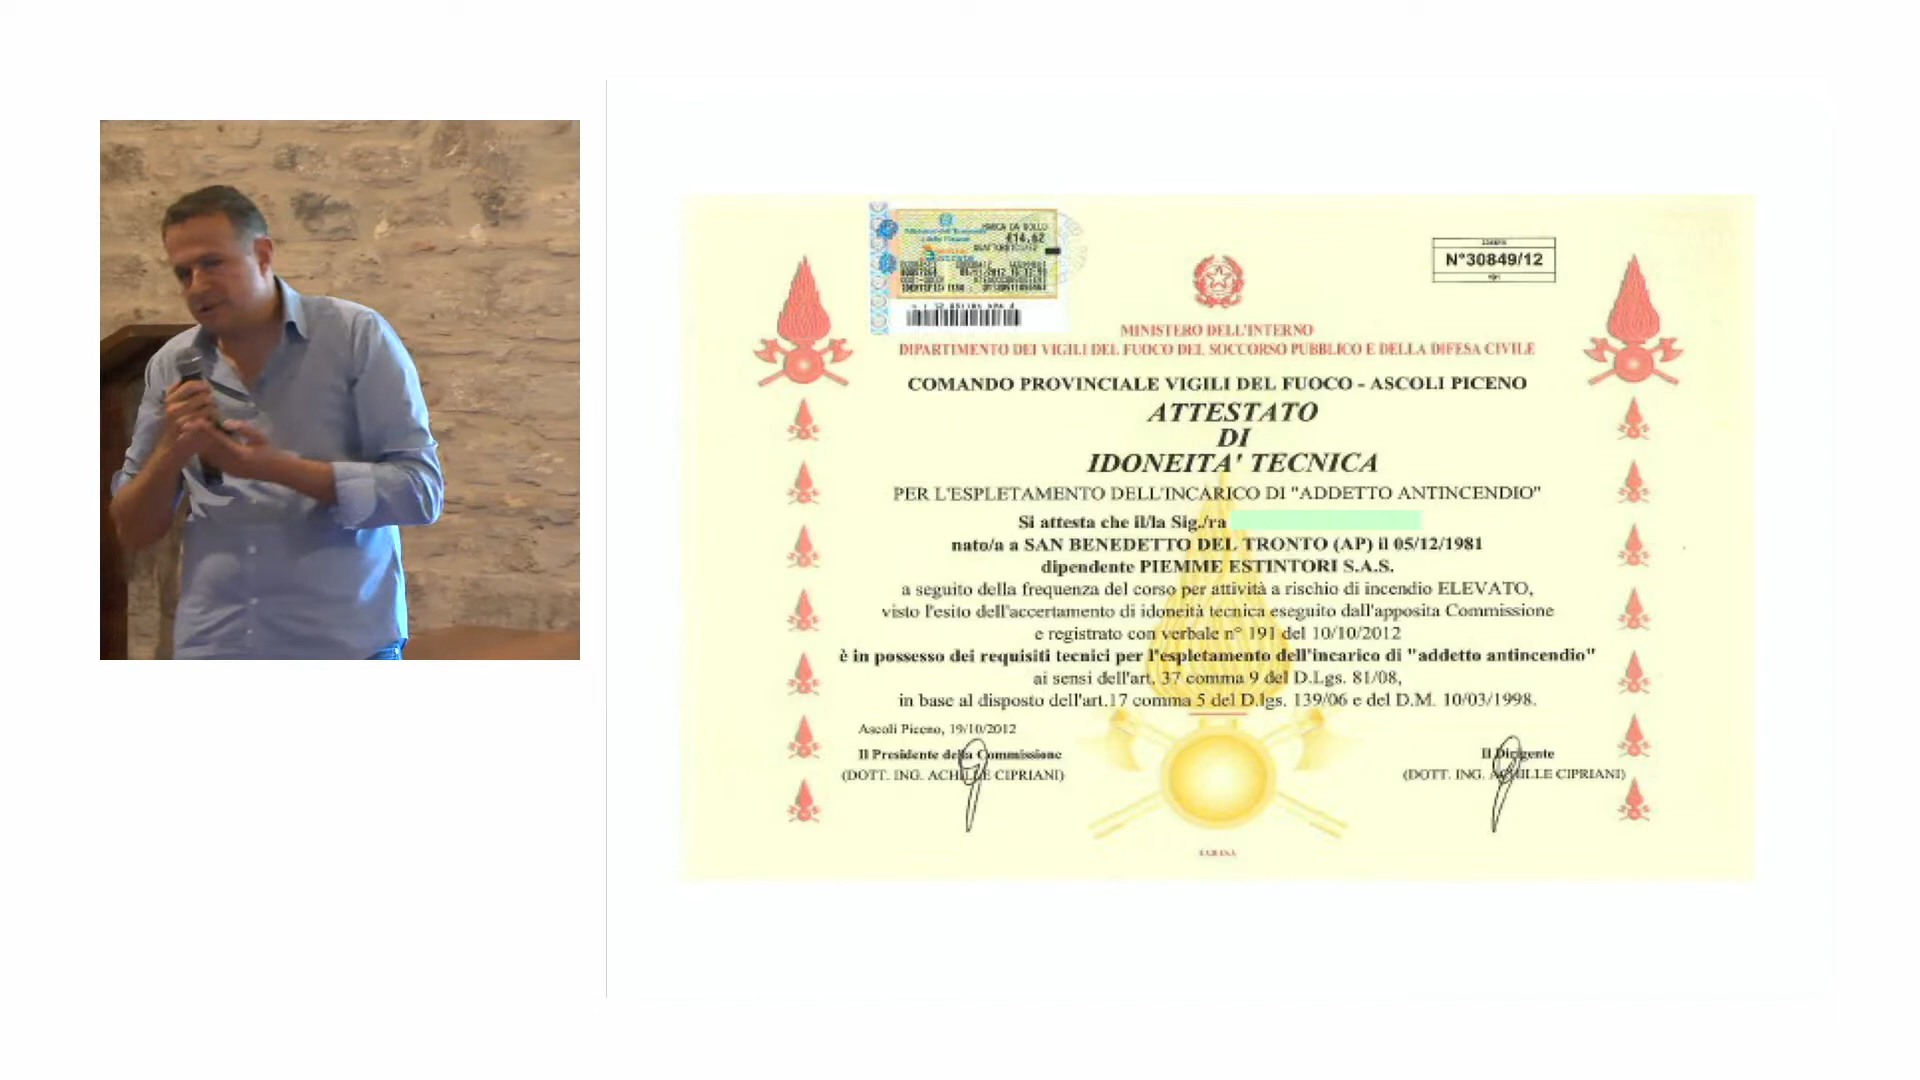 MARCA DA BOLLO
€14,62
N°30849/12
191
MINISTERO DELL'INTERNO
DIPARTIMENTO DEI VIGILI DEL FUOCO DEL SOCCORSO PUBBLICO E DELLA DIFESA CIVILE
COMANDO PROVINCIALE VIGILI DEL FUOCO - ASCOLI PICENO
ATTESTATO
DI
IDONEITA' TECNICA
PER L'ESPLETAMENTO DELL'INCARICO DI "ADDETTO ANTINCENDIO"
Si attesta che il/la Sig./ra
nato/a a SAN BENEDETTO DEL TRONTO (AP) il 05/12/1981
dipendente PIEMME ESTINTORI S.A.S.
a seguito della frequenza del corso per attività a rischio di incendio ELEVATO,
visto l'esito dell'accertamento di idoneità tecnica eseguito dall'apposita Commissione
e registrato con verbale n° 191 del 10/10/2012
è in possesso dei requisiti tecnici per l'espletamento dell'incarico di "addetto antincendio"
ai sensi dell'art. 37 comma 9 del D.Lgs. 81/08,
in base al disposto dell'art.17 comma 5 del D.lgs. 139/06 e del D.M. 10/03/1998.
Ascoli Piceno, 19/10/2012
Il Presidente della Commissione
(DOTT. ING. ACHILLE CIPRIANI)
Il Dirigente
(DOTT. ING. ACHILLE CIPRIANI)